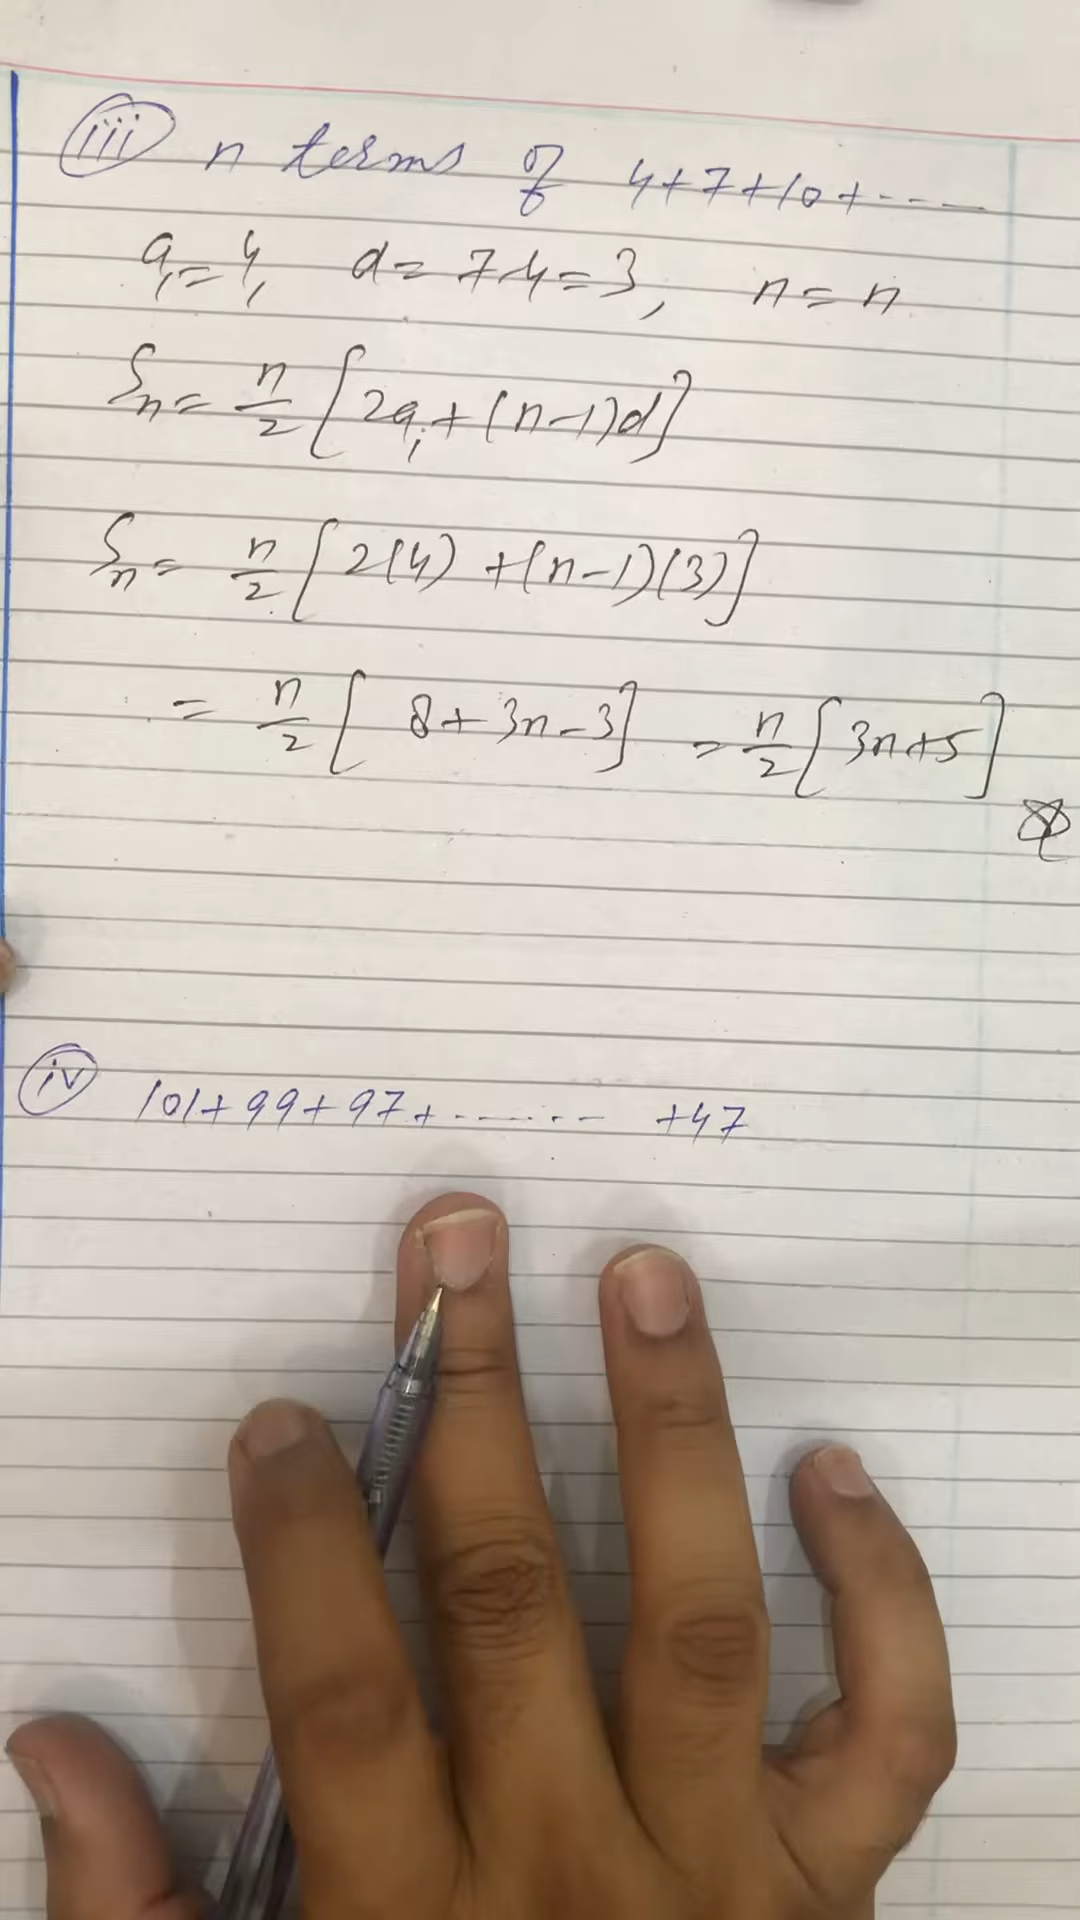 iii n terms of 4+7+10+----
a₁=4, d=7-4=3, n=n
Sn= n/2 [2a₁+(n-1)d]
Sn= n/2 [2(4)+(n-1)(3)]
= n/2 [8+3n-3] = n/2 [3n+5]
iv 101+99+97+........ +47